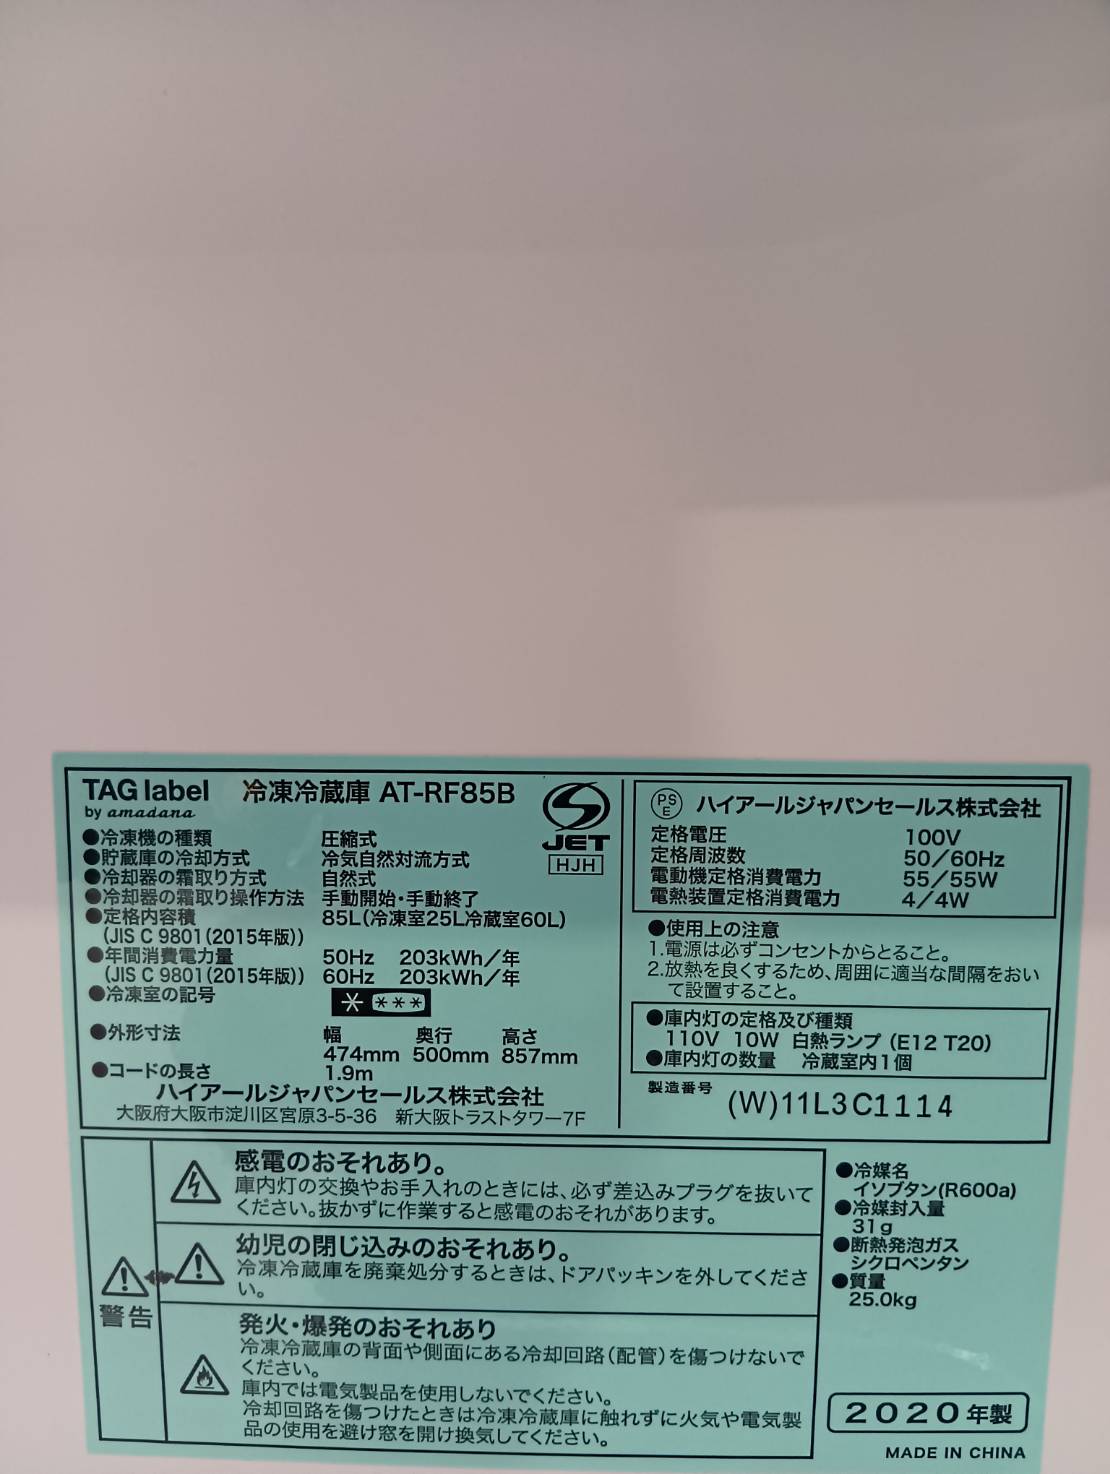 TAG label 冷凍冷蔵庫 AT-RF85B
by amadana
●冷凍機の種類 圧縮式
●貯蔵庫の冷却方式 冷気自然対流方式
●冷却器の霜取り方式 自然式
●冷却器の霜取り操作方法 手動開始・手動終了
●定格内容積 85L(冷凍室25L冷蔵室60L)
(JIS C 9801(2015年版))
●年間消費電力量 50Hz 203kWh/年
(JIS C 9801(2015年版)) 60Hz 203kWh/年
●冷凍室の記号 * ***
●外形寸法 幅 奥行 高さ
474mm 500mm 857mm
●コードの長さ 1.9m
ハイアールジャパンセールス株式会社
大阪府大阪市淀川区宮原3-5-36 新大阪トラストタワー7F
JET
HJH
PS
E
ハイアールジャパンセールス株式会社
定格電圧 100V
定格周波数 50/60Hz
電動機定格消費電力 55/55W
電熱装置定格消費電力 4/4W
●使用上の注意
1.電源は必ずコンセントからとること。
2.放熱を良くするため、周囲に適当な間隔をおい
て設置すること。
●庫内灯の定格及び種類
110V 10W 白熱ランプ (E12 T20)
●庫内灯の数量 冷蔵室内1個
製造番号 (W)11L3C1114
警告
感電のおそれあり。
庫内灯の交換やお手入れのときには、必ず差込みプラグを抜いて
ください。抜かずに作業すると感電のおそれがあります。
幼児の閉じ込みのおそれあり。
冷凍冷蔵庫を廃棄処分するときは、ドアパッキンを外してくださ
い。
発火・爆発のおそれあり
冷凍冷蔵庫の背面や側面にある冷却回路(配管)を傷つけないで
ください。
庫内では電気製品を使用しないでください。
冷却回路を傷つけたときは冷凍冷蔵庫に触れずに火気や電気製
品の使用を避け窓を開け換気してください。
●冷媒名
イソブタン(R600a)
●冷媒封入量
31g
●断熱発泡ガス
シクロペンタン
●質量
25.0kg
2020年製
MADE IN CHINA